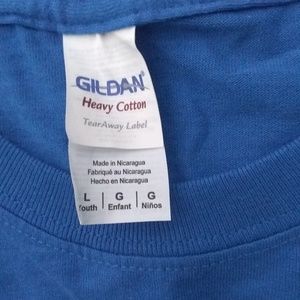 GILDAN®
Heavy Cotton
TearAway Label
Made in Nicaragua
Fabriqué au Nicaragua
Hecho en Nicaragua
L G G
Youth Enfant Niños